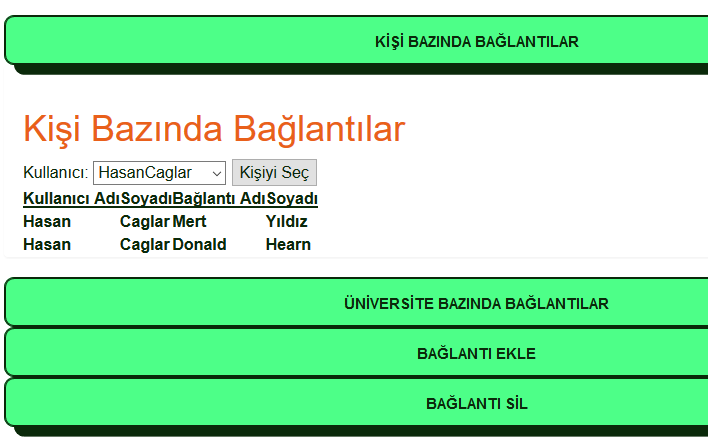 KİŞİ BAZINDA BAĞLANTILAR
Kişi Bazında Bağlantılar
Kullanıcı: HasanCaglar Kişiyi Seç
Kullanıcı Adı Soyadı Bağlantı Adı Soyadı
Hasan Caglar Mert Yıldız
Hasan Caglar Donald Hearn
ÜNİVERSİTE BAZINDA BAĞLANTILAR
BAĞLANTI EKLE
BAĞLANTI SİL